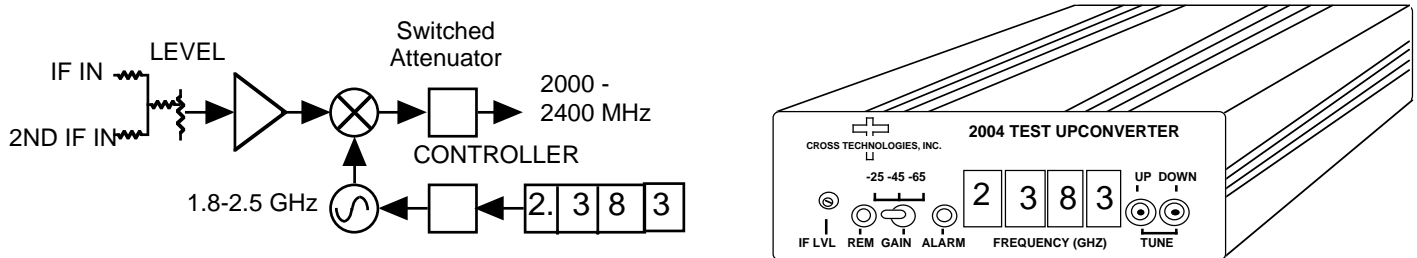 LEVEL
IF IN
2ND IF IN
Switched
Attenuator
2000 -
2400 MHz
CONTROLLER
1.8-2.5 GHz
2. 3 8 3
2004 TEST UPCONVERTER
CROSS TECHNOLOGIES, INC.
-25 -45 -65
2 3 8 3
UP DOWN
IF LVL REM GAIN ALARM FREQUENCY (GHZ) TUNE